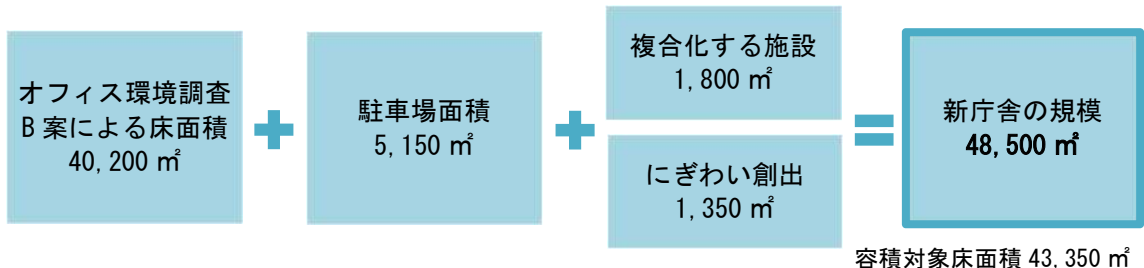 オフィス環境調査
B案による床面積
40,200㎡
+
駐車場面積
5,150㎡
+
複合化する施設
1,800㎡
にぎわい創出
1,350㎡
=
新庁舎の規模
48,500㎡
容積対象床面積 43,350㎡